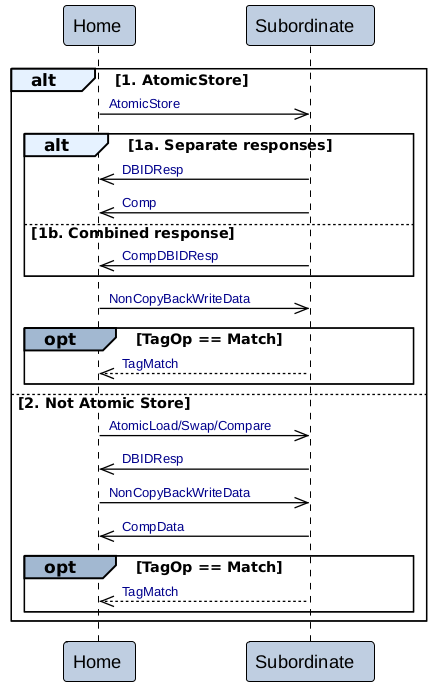 Home Subordinate
alt [1. AtomicStore]
AtomicStore
alt [1a. Separate responses]
DBIDResp
Comp
[1b. Combined response]
CompDBIDResp
NonCopyBackWriteData
opt [TagOp == Match]
TagMatch
[2. Not Atomic Store]
AtomicLoad/Swap/Compare
DBIDResp
NonCopyBackWriteData
CompData
opt [TagOp == Match]
TagMatch
Home Subordinate